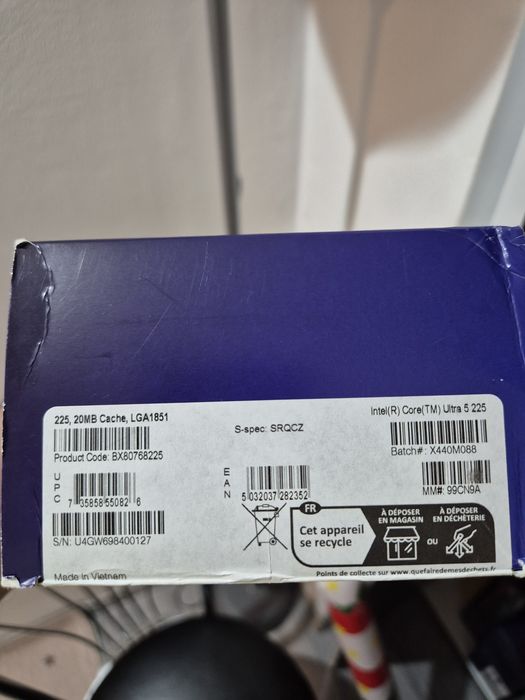 225, 20MB Cache, LGA1851
Intel(R) Core(TM) Ultra 5 225
S-spec: SRQCZ
Product Code: BX80768225
Batch#: X440M088
UPC
7 35858 55082 6
EAN
5 032037 282352
MM#: 99CN9A
S/N: U4GW698400127
FR
Cet appareil
se recycle
À DÉPOSER
EN MAGASIN
OU
À DÉPOSER
EN DÉCHÈTERIE
Points de collecte sur www.quefairedemesdechets.fr
Made in Vietnam